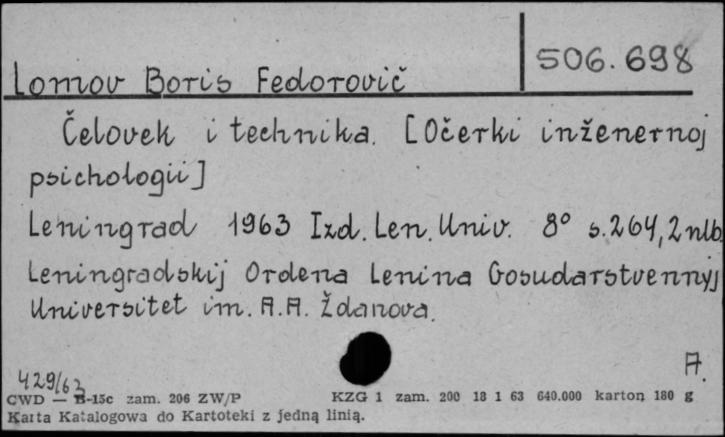 506.698
Lomov Boris Fedorovič
Čelovek i technika. [Očerki inženernoj
psichologii]
Leningrad 1963 Izd. Len. Univ. 8° s. 264, 2 nlb
Leningradskij Ordena Lenina Gosudarstvennyj
Universitet im. A.A. Ždanova.
A.
429/63
CWD — B-15c zam. 206 ZW/P KZG 1 zam. 200 18 1 63 640.000 karton 180 g
Karta Katalogowa do Kartoteki z jedną linią.